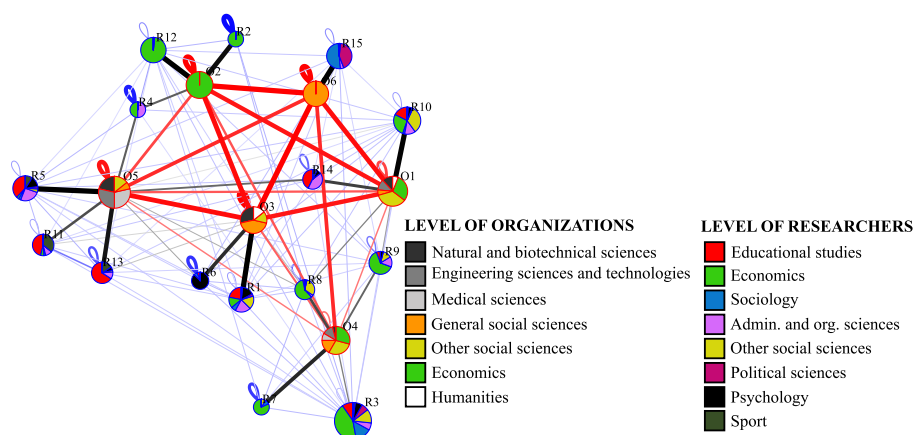 R2
R12
R15
O2
O6
R4
R10
R14
O1
R5
O5
O3
R11
R13
R6
R1
R8
R9
O4
R7
R3
LEVEL OF ORGANIZATIONS
Natural and biotechnical sciences
Engineering sciences and technologies
Medical sciences
General social sciences
Other social sciences
Economics
Humanities
LEVEL OF RESEARCHERS
Educational studies
Economics
Sociology
Admin. and org. sciences
Other social sciences
Political sciences
Psychology
Sport